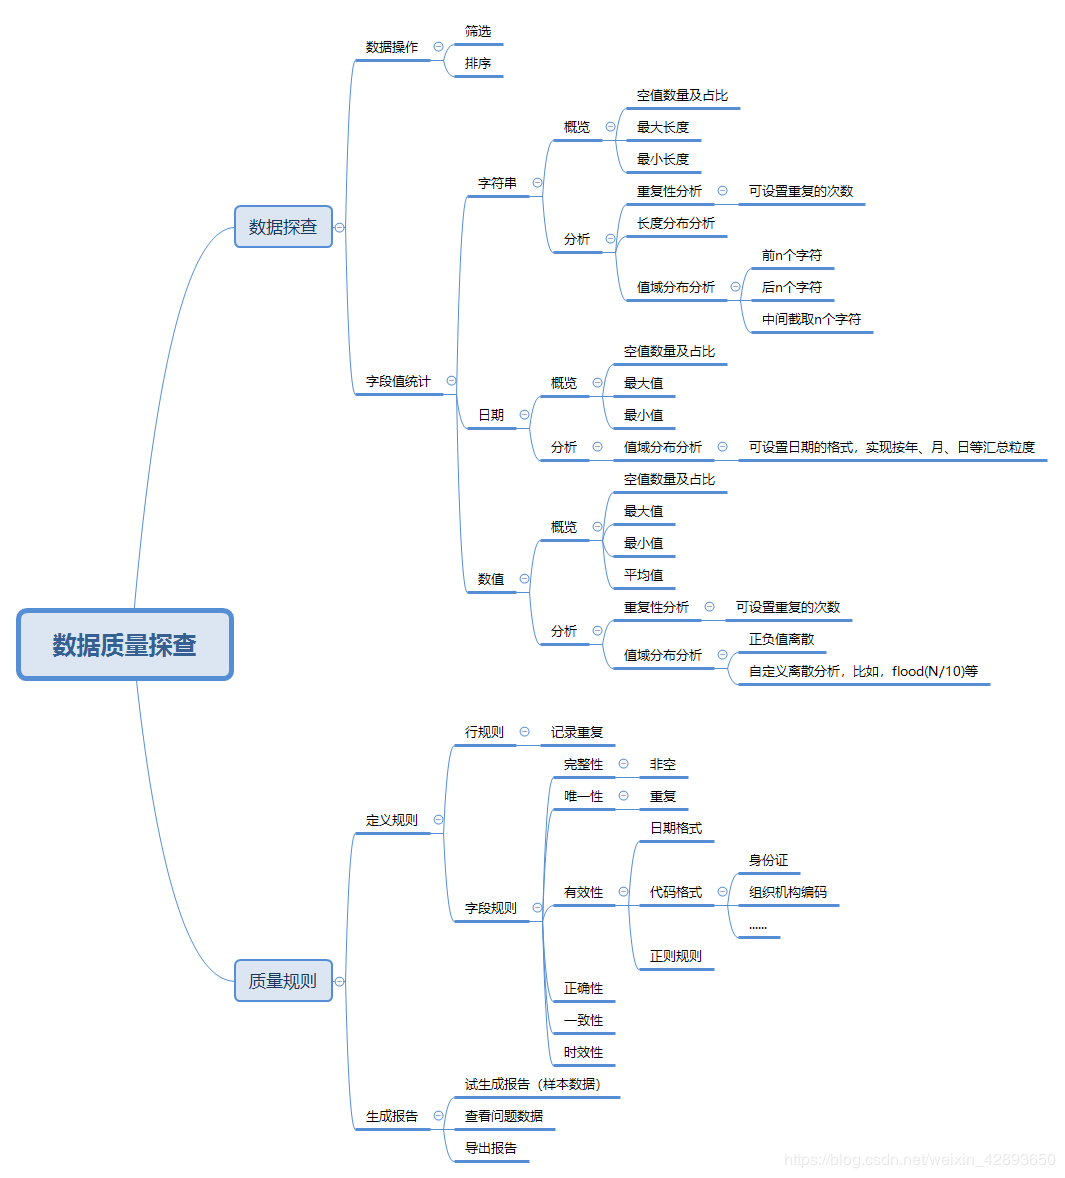 数据质量探查
数据探查
数据操作
筛选
排序
字段值统计
字符串
概览
空值数量及占比
最大长度
最小长度
分析
重复性分析
可设置重复的次数
长度分布分析
值域分布分析
前n个字符
后n个字符
中间截取n个字符
日期
概览
空值数量及占比
最大值
最小值
分析
值域分布分析
可设置日期的格式，实现按年、月、日等汇总粒度
数值
概览
空值数量及占比
最大值
最小值
平均值
分析
重复性分析
可设置重复的次数
值域分布分析
正负值离散
自定义离散分析，比如，flood(N/10)等
质量规则
定义规则
行规则
记录重复
字段规则
完整性
非空
唯一性
重复
有效性
日期格式
代码格式
身份证
组织机构编码
......
正则规则
正确性
一致性
时效性
生成报告
试生成报告（样本数据）
查看问题数据
导出报告
https://blog.csdn.net/weixin_42893650